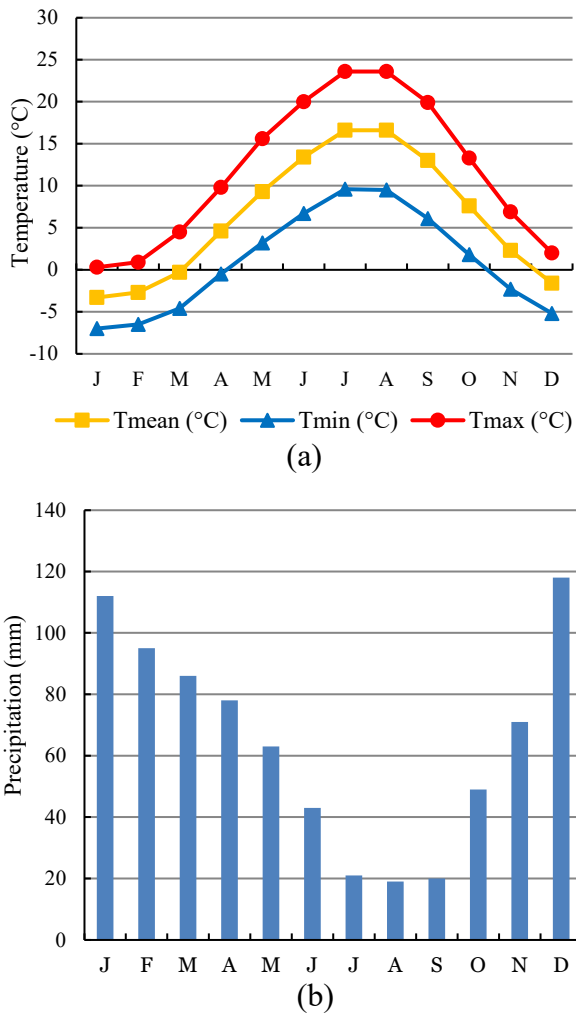 30
25
20
15
10
5
0
-5
-10
Temperature (°C)
J F M A M J J A S O N D
Tmean (°C) Tmin (°C) Tmax (°C)
(a)
140
120
100
80
60
40
20
0
Precipitation (mm)
J F M A M J J A S O N D
(b)